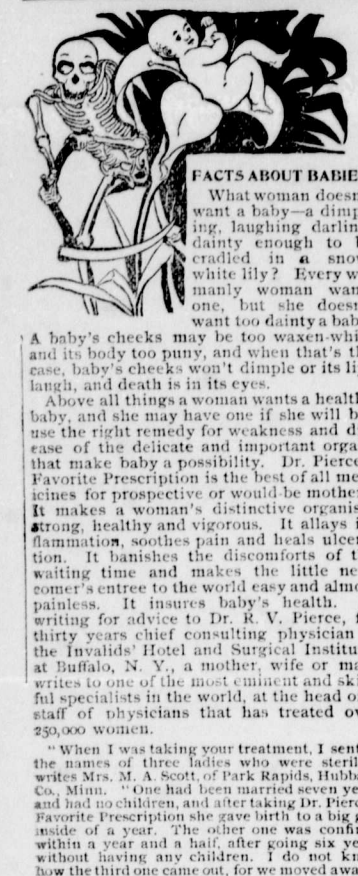 FACTS ABOUT BABIE
What woman doesn
want a baby—a dimp
ing, laughing darlin
dainty enough to b
cradled in a sno
white lily? Every w
manly woman wan
one, but she does
want too dainty a bab
A baby's cheeks may be too waxen-whi
and its body too puny, and when that's t
case, baby's cheeks won't dimple or its li
laugh, and death is in its eyes.
Above all things a woman wants a health
baby, and she may have one if she will b
use the right remedy for weakness and d
ease of the delicate and important orga
that make baby a possibility. Dr. Pierce
Favorite Prescription is the best of all me
icines for prospective or would-be mothe
It makes a woman's distinctive organis
strong, healthy and vigorous. It allays i
flammation, soothes pain and heals ulce
tion. It banishes the discomforts of t
waiting time and makes the little ne
comer's entree to the world easy and almo
painless. It insures baby's health.
writing for advice to Dr. R. V. Pierce, f
thirty years chief consulting physician
the Invalids' Hotel and Surgical Institu
at Buffalo, N. Y., a mother, wife or ma
writes to one of the most eminent and sk
ful specialists in the world, at the head o
staff of physicians that has treated ov
250,000 women.
"When I was taking your treatment, I sent
the names of three ladies who were steril
writes Mrs. M. A. Scott, of Park Rapids, Hubb
Co., Minn. "One had been married seven ye
and had no children, and after taking Dr. Pierc
Favorite Prescription she gave birth to a big
inside of a year. The other one was confin
within a year and a half, after going six ye
without having any children. I do not kn
how the third one came out, for we moved awa